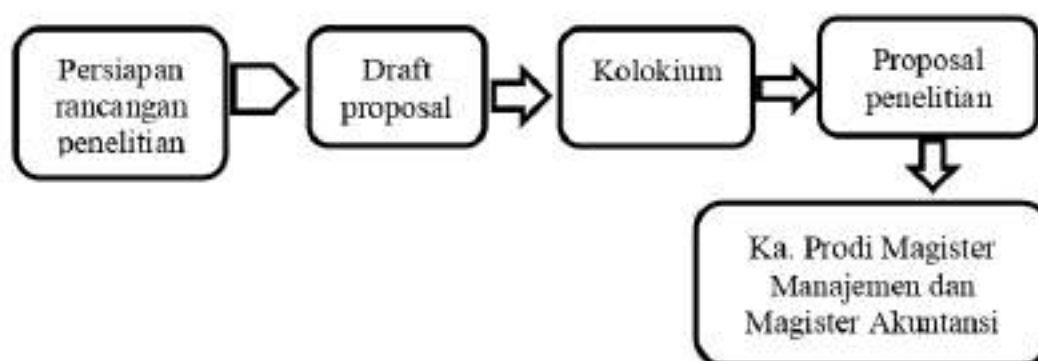 Persiapan
rancangan
penelitian
Draft
proposal
Kolokium
Proposal
penelitian
Ka. Prodi Magister
Manajemen dan
Magister Akuntansi